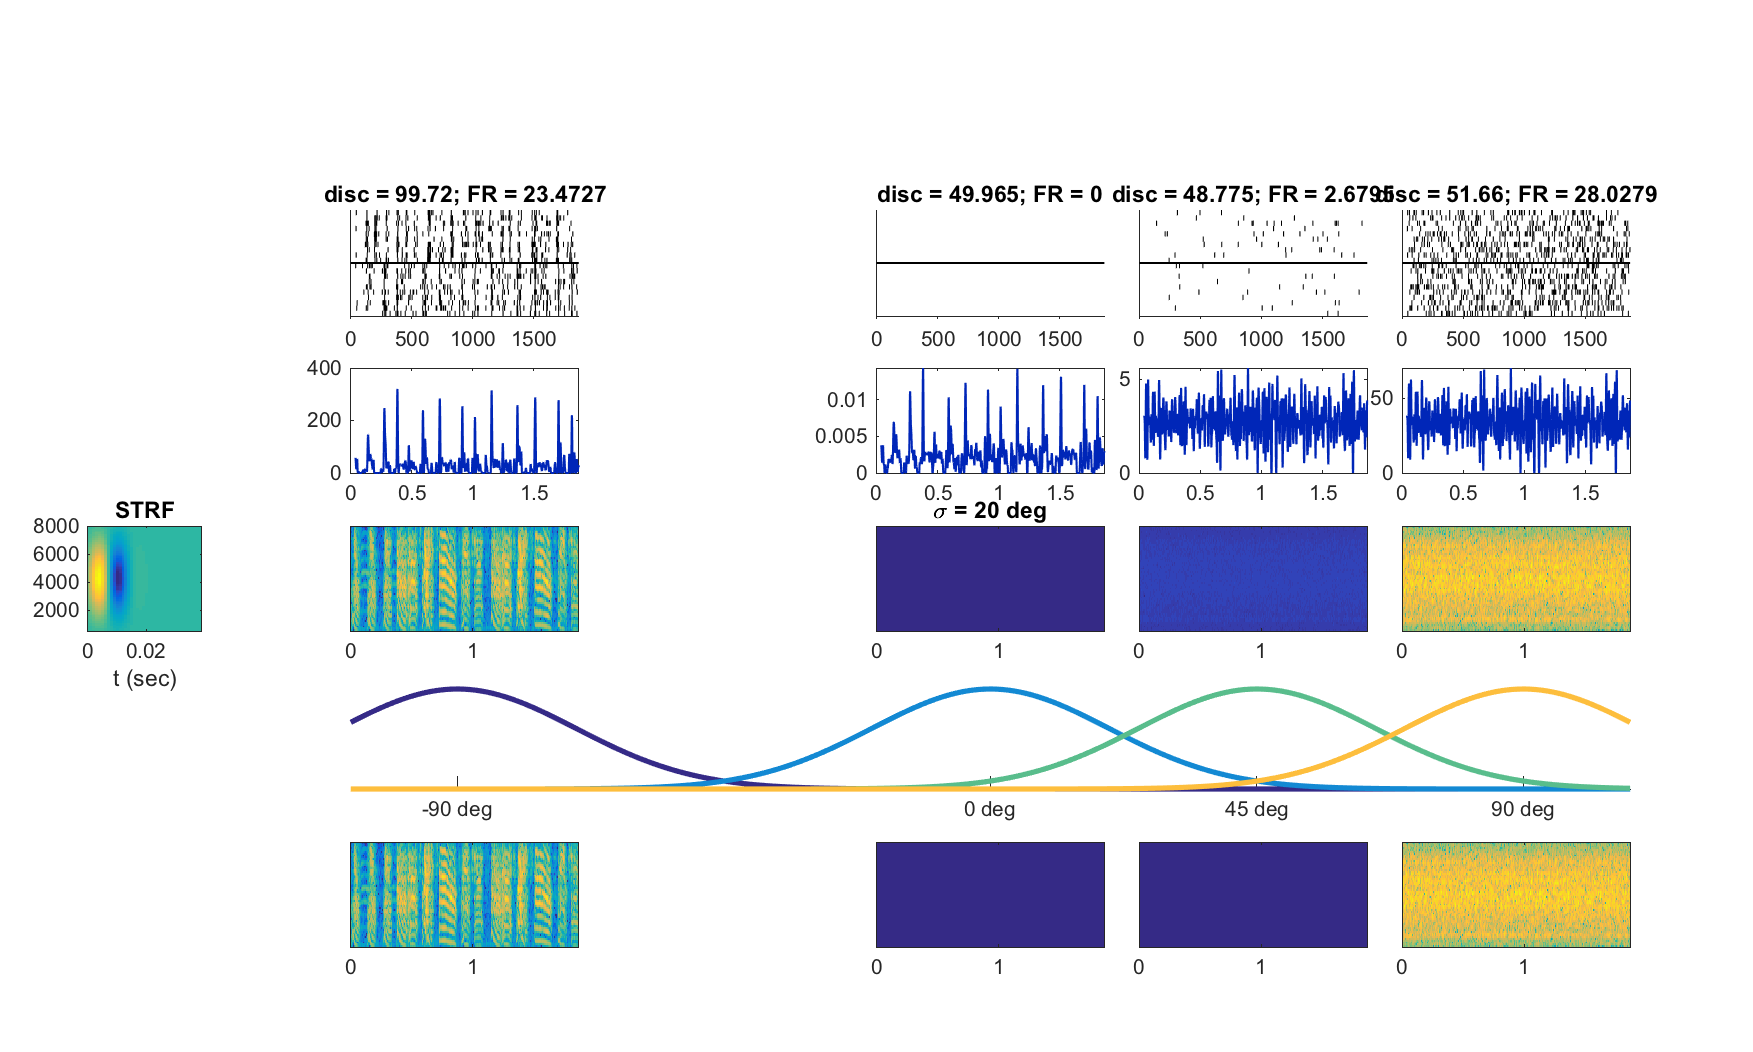 disc = 99.72; FR = 23.4727
disc = 49.965; FR = 0
disc = 48.775; FR = 2.6795
disc = 51.66; FR = 28.0279
0 500 1000 1500
0 500 1000 1500
0 500 1000 1500
0 500 1000 1500
400
200
0
0 0.5 1 1.5
0.01
0.005
0
0 0.5 1 1.5
5
0
0 0.5 1 1.5
50
0
0 0.5 1 1.5
STRF
8000
6000
4000
2000
0 0.02
t (sec)
σ = 20 deg
0 1
0 1
0 1
0 1
-90 deg 0 deg 45 deg 90 deg
0 1
0 1
0 1
0 1